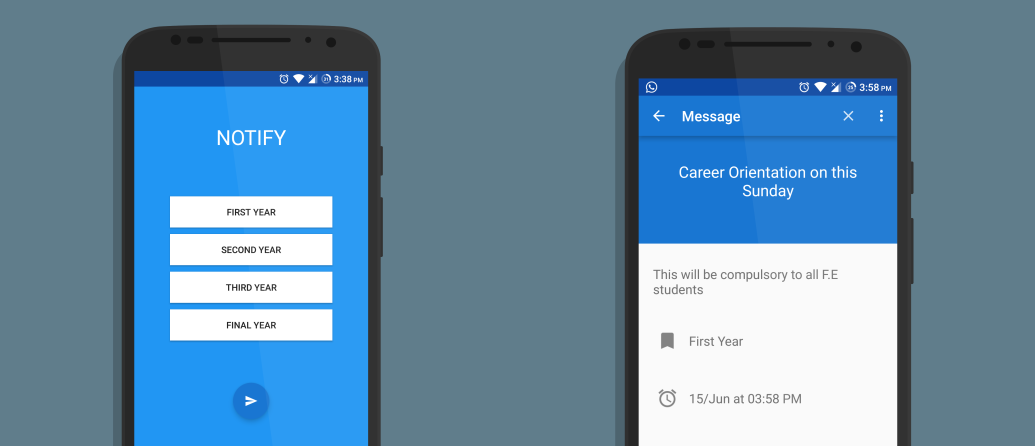 3:38 PM
NOTIFY
FIRST YEAR
SECOND YEAR
THIRD YEAR
FINAL YEAR
3:58 PM
Message
Career Orientation on this
Sunday
This will be compulsory to all F.E
students
First Year
15/Jun at 03:58 PM